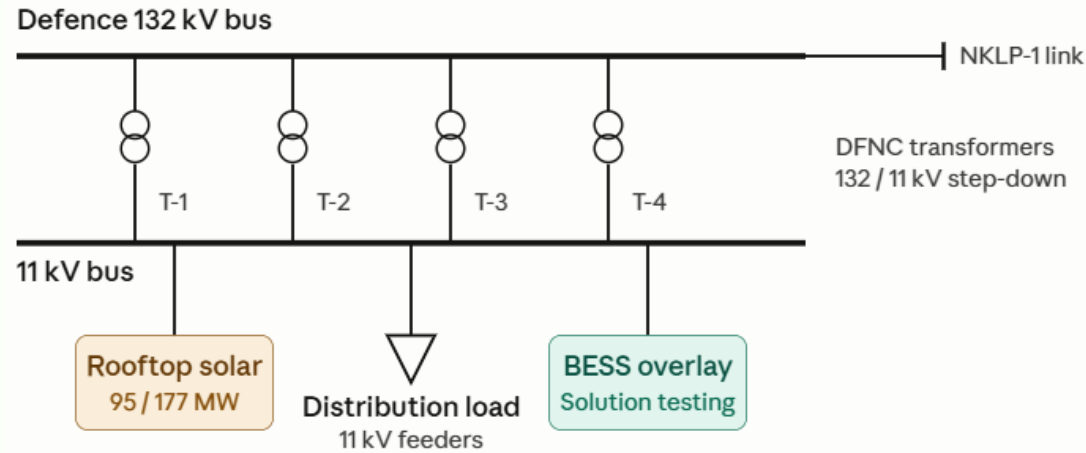 Defence 132 kV bus
NKLP-1 link
DFNC transformers
132 / 11 kV step-down
T-1
T-2
T-3
T-4
11 kV bus
Rooftop solar
95 / 177 MW
Distribution load
11 kV feeders
BESS overlay
Solution testing